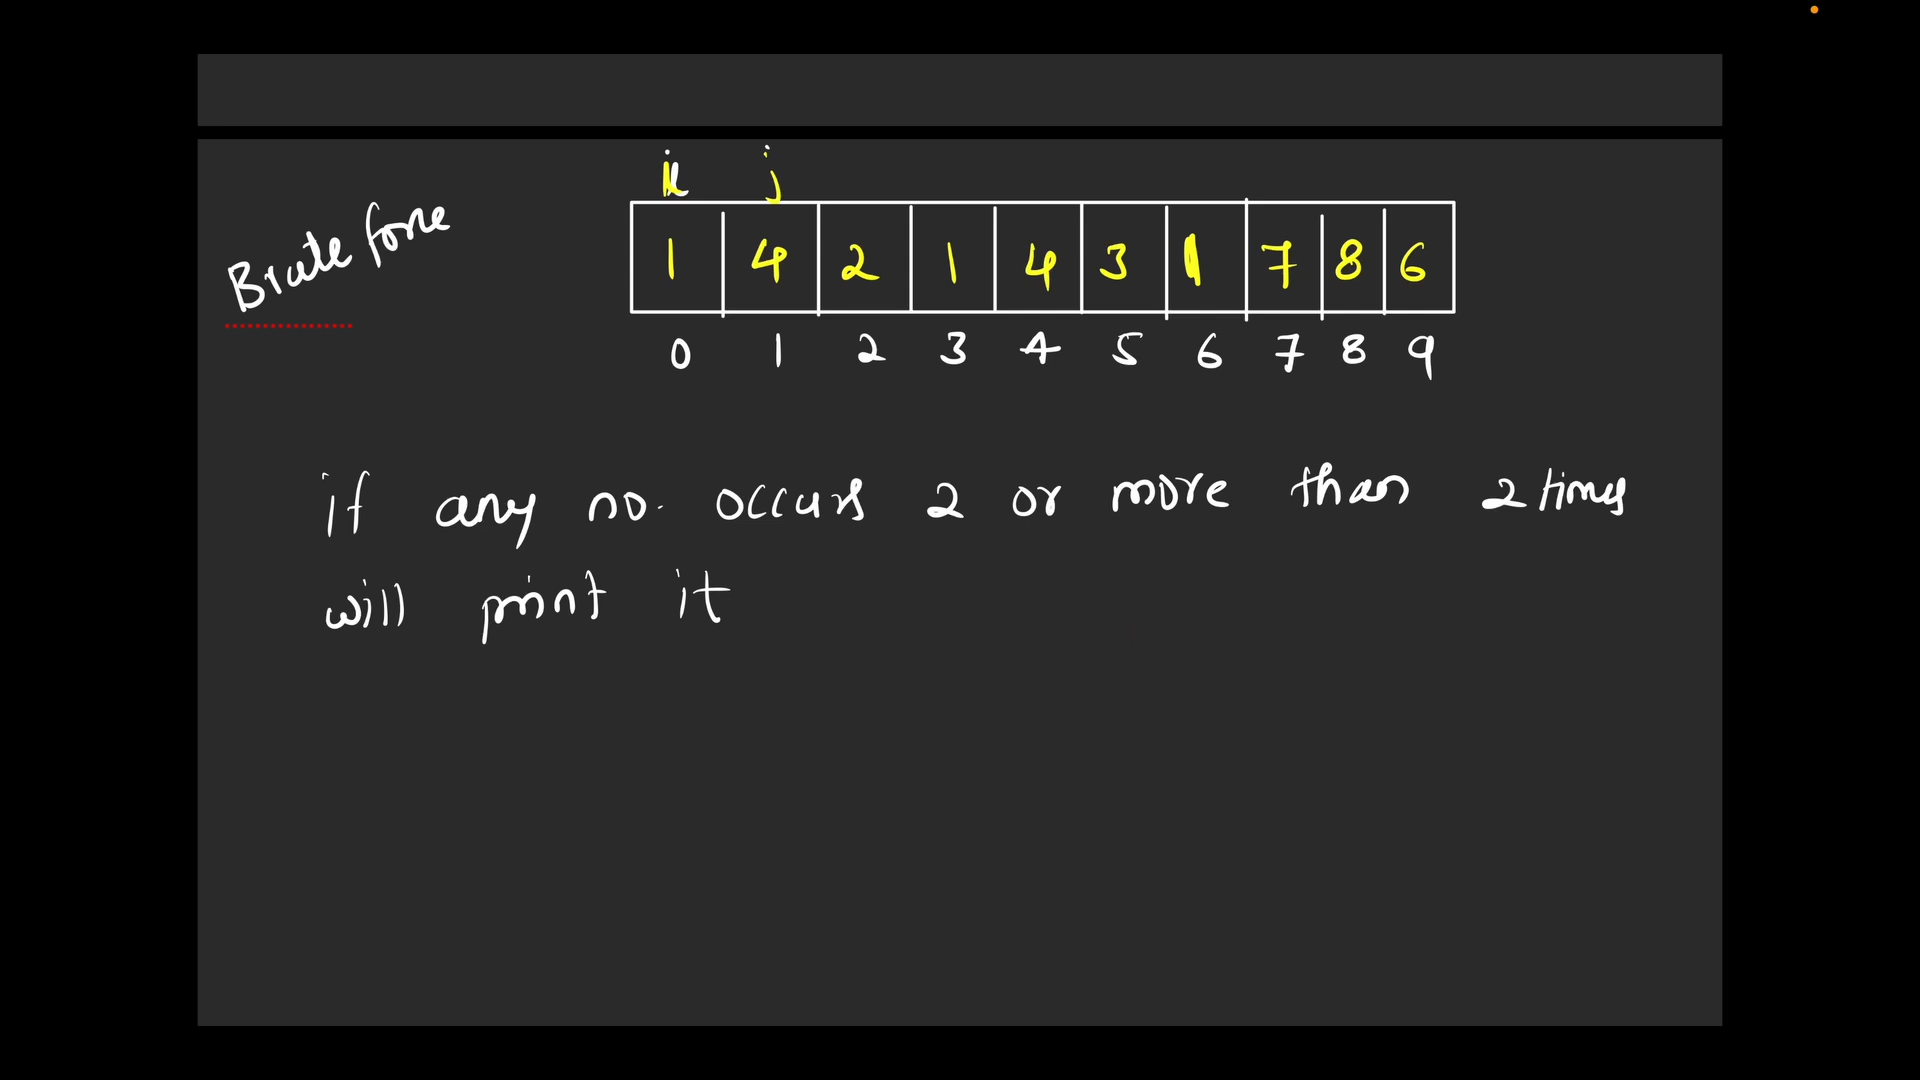 i j
Brute force
1 4 2 1 4 3 1 7 8 6
0 1 2 3 4 5 6 7 8 9
if any no. occurs 2 or more than 2 times
will print it